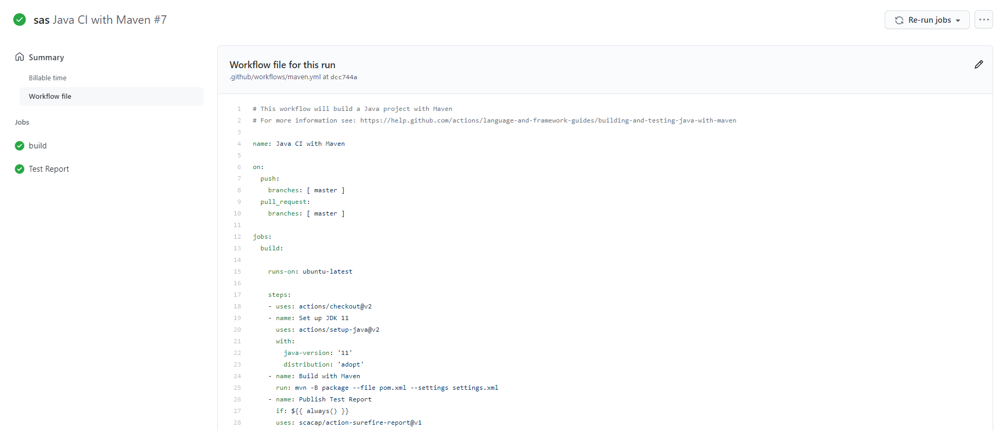 sas Java CI with Maven #7
Re-run jobs
Summary
Billable time
Workflow file
Jobs
build
Test Report
Workflow file for this run
.github/workflows/maven.yml at dcc744a
1 # This workflow will build a Java project with Maven
2 # For more information see: https://help.github.com/actions/language-and-framework-guides/building-and-testing-java-with-maven
3
4 name: Java CI with Maven
5
6 on:
7   push:
8     branches: [ master ]
9   pull_request:
10     branches: [ master ]
11
12 jobs:
13   build:
14
15     runs-on: ubuntu-latest
16
17     steps:
18     - uses: actions/checkout@v2
19     - name: Set up JDK 11
20       uses: actions/setup-java@v2
21       with:
22         java-version: '11'
23         distribution: 'adopt'
24     - name: Build with Maven
25       run: mvn -B package --file pom.xml --settings settings.xml
26     - name: Publish Test Report
27       if: ${{ always() }}
28       uses: scacap/action-surefire-report@v1